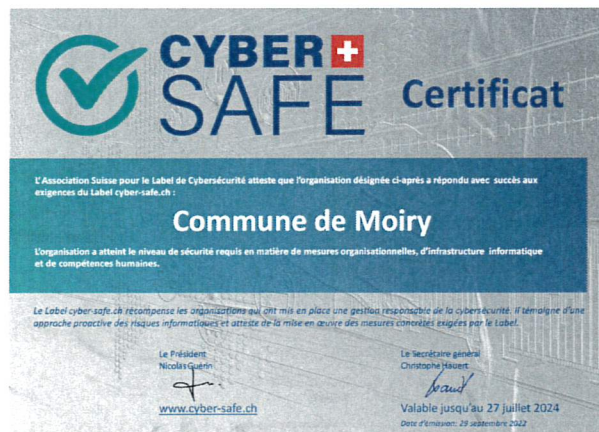 CYBER
SAFE
Certificat
L'Association Suisse pour le Label de Cybersécurité atteste que l'organisation désignée ci-après a répondu avec succès aux
exigences du Label cyber-safe.ch :
Commune de Moiry
L'organisation a atteint le niveau de sécurité requis en matière de mesures organisationnelles, d'infrastructure informatique
et de compétences humaines.
Le Label cyber-safe.ch récompense les organisations qui ont mis en place une gestion responsable de la cybersécurité. Il témoigne d'une
approche proactive des risques informatiques et atteste de la mise en œuvre des mesures concrètes exigées par le Label.
Le Président
Nicolas Guérin
Le Secrétaire général
Christophe Hauert
www.cyber-safe.ch
Valable jusqu'au 27 juillet 2024
Date d'émission: 29 septembre 2022